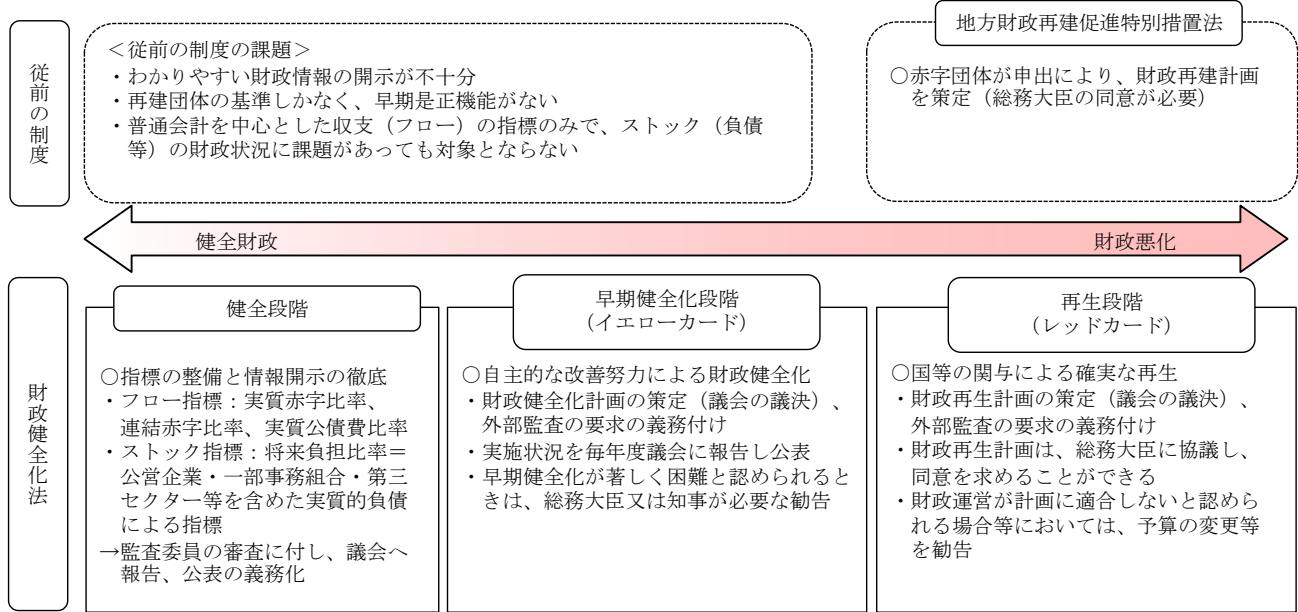 従前の制度
＜従前の制度の課題＞
・わかりやすい財政情報の開示が不十分
・再建団体の基準しかなく、早期是正機能がない
・普通会計を中心とした収支（フロー）の指標のみで、ストック（負債
等）の財政状況に課題があっても対象とならない
地方財政再建促進特別措置法
○赤字団体が申出により、財政再建計画
を策定（総務大臣の同意が必要）
健全財政
財政悪化
財政健全化法
健全段階
○指標の整備と情報開示の徹底
・フロー指標：実質赤字比率、
連結赤字比率、実質公債費比率
・ストック指標：将来負担比率＝
公営企業・一部事務組合・第三
セクター等を含めた実質的負債
による指標
→監査委員の審査に付し、議会へ
報告、公表の義務化
早期健全化段階
（イエローカード）
○自主的な改善努力による財政健全化
・財政健全化計画の策定（議会の議決）、
外部監査の要求の義務付け
・実施状況を毎年度議会に報告し公表
・早期健全化が著しく困難と認められると
きは、総務大臣又は知事が必要な勧告
再生段階
（レッドカード）
○国等の関与による確実な再生
・財政再生計画の策定（議会の議決）、
外部監査の要求の義務付け
・財政再生計画は、総務大臣に協議し、
同意を求めることができる
・財政運営が計画に適合しないと認めら
れる場合等においては、予算の変更等
を勧告